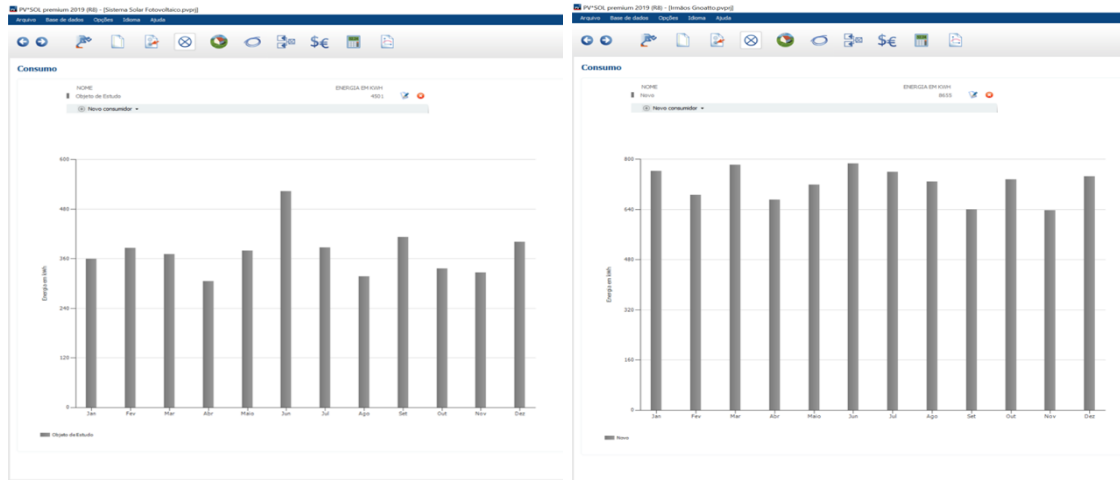 PV*SOL premium 2019 (R8) - [Sistema Solar Fotovoltaico.pvprj]
Arquivo Base de dados Opções Idioma Ajuda
$€
Consumo
NOME ENERGIA EM KWH
Objeto de Estudo 4501
Novo consumidor
600
480
360
240
120
0
Energia em kWh
Jan Fev Mar Abr Maio Jun Jul Ago Set Out Nov Dez
Objeto de Estudo
PV*SOL premium 2019 (R8) - [Irmãos Gnoatto.pvprj]
Arquivo Base de dados Opções Idioma Ajuda
$€
Consumo
NOME ENERGIA EM KWH
Novo 8655
Novo consumidor
800
640
480
320
160
0
Energia em kWh
Jan Fev Mar Abr Maio Jun Jul Ago Set Out Nov Dez
Novo